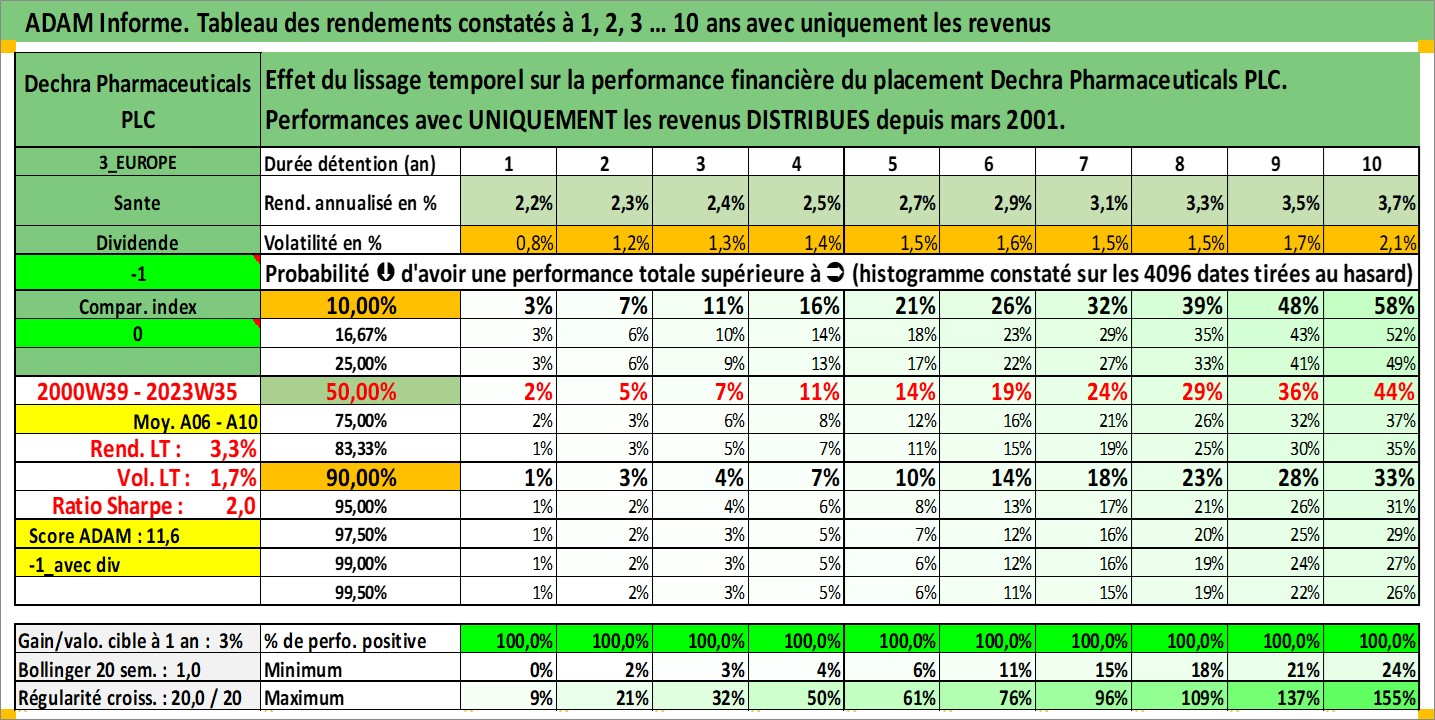 ADAM Informe. Tableau des rendements constatés à 1, 2, 3 ... 10 ans avec uniquement les revenus
Dechra Pharmaceuticals PLC
Effet du lissage temporel sur la performance financière du placement Dechra Pharmaceuticals PLC.
Performances avec UNIQUEMENT les revenus DISTRIBUES depuis mars 2001.
3_EUROPE Durée détention (an) 1 2 3 4 5 6 7 8 9 10
Sante Rend. annualisé en % 2,2% 2,3% 2,4% 2,5% 2,7% 2,9% 3,1% 3,3% 3,5% 3,7%
Dividende Volatilité en % 0,8% 1,2% 1,3% 1,4% 1,5% 1,6% 1,5% 1,5% 1,7% 2,1%
-1 Probabilité d'avoir une performance totale supérieure à (histogramme constaté sur les 4096 dates tirées au hasard)
Compar. index 10,00% 3% 7% 11% 16% 21% 26% 32% 39% 48% 58%
0 16,67% 3% 6% 10% 14% 18% 23% 29% 35% 43% 52%
25,00% 3% 6% 9% 13% 17% 22% 27% 33% 41% 49%
2000W39 - 2023W35 50,00% 2% 5% 7% 11% 14% 19% 24% 29% 36% 44%
Moy. A06 - A10 75,00% 2% 3% 6% 8% 12% 16% 21% 26% 32% 37%
Rend. LT : 3,3% 83,33% 1% 3% 5% 7% 11% 15% 19% 25% 30% 35%
Vol. LT : 1,7% 90,00% 1% 3% 4% 7% 10% 14% 18% 23% 28% 33%
Ratio Sharpe : 2,0 95,00% 1% 2% 4% 6% 8% 13% 17% 21% 26% 31%
Score ADAM : 11,6 97,50% 1% 2% 3% 5% 7% 12% 16% 20% 25% 29%
-1_avec div 99,00% 1% 2% 3% 5% 6% 12% 16% 19% 24% 27%
99,50% 1% 2% 3% 5% 6% 11% 15% 19% 22% 26%
Gain/valo. cible à 1 an : 3% % de perfo. positive 100,0% 100,0% 100,0% 100,0% 100,0% 100,0% 100,0% 100,0% 100,0% 100,0%
Bollinger 20 sem. : 1,0 Minimum 0% 2% 3% 4% 6% 11% 15% 18% 21% 24%
Régularité croiss. : 20,0 / 20 Maximum 9% 21% 32% 50% 61% 76% 96% 109% 137% 155%